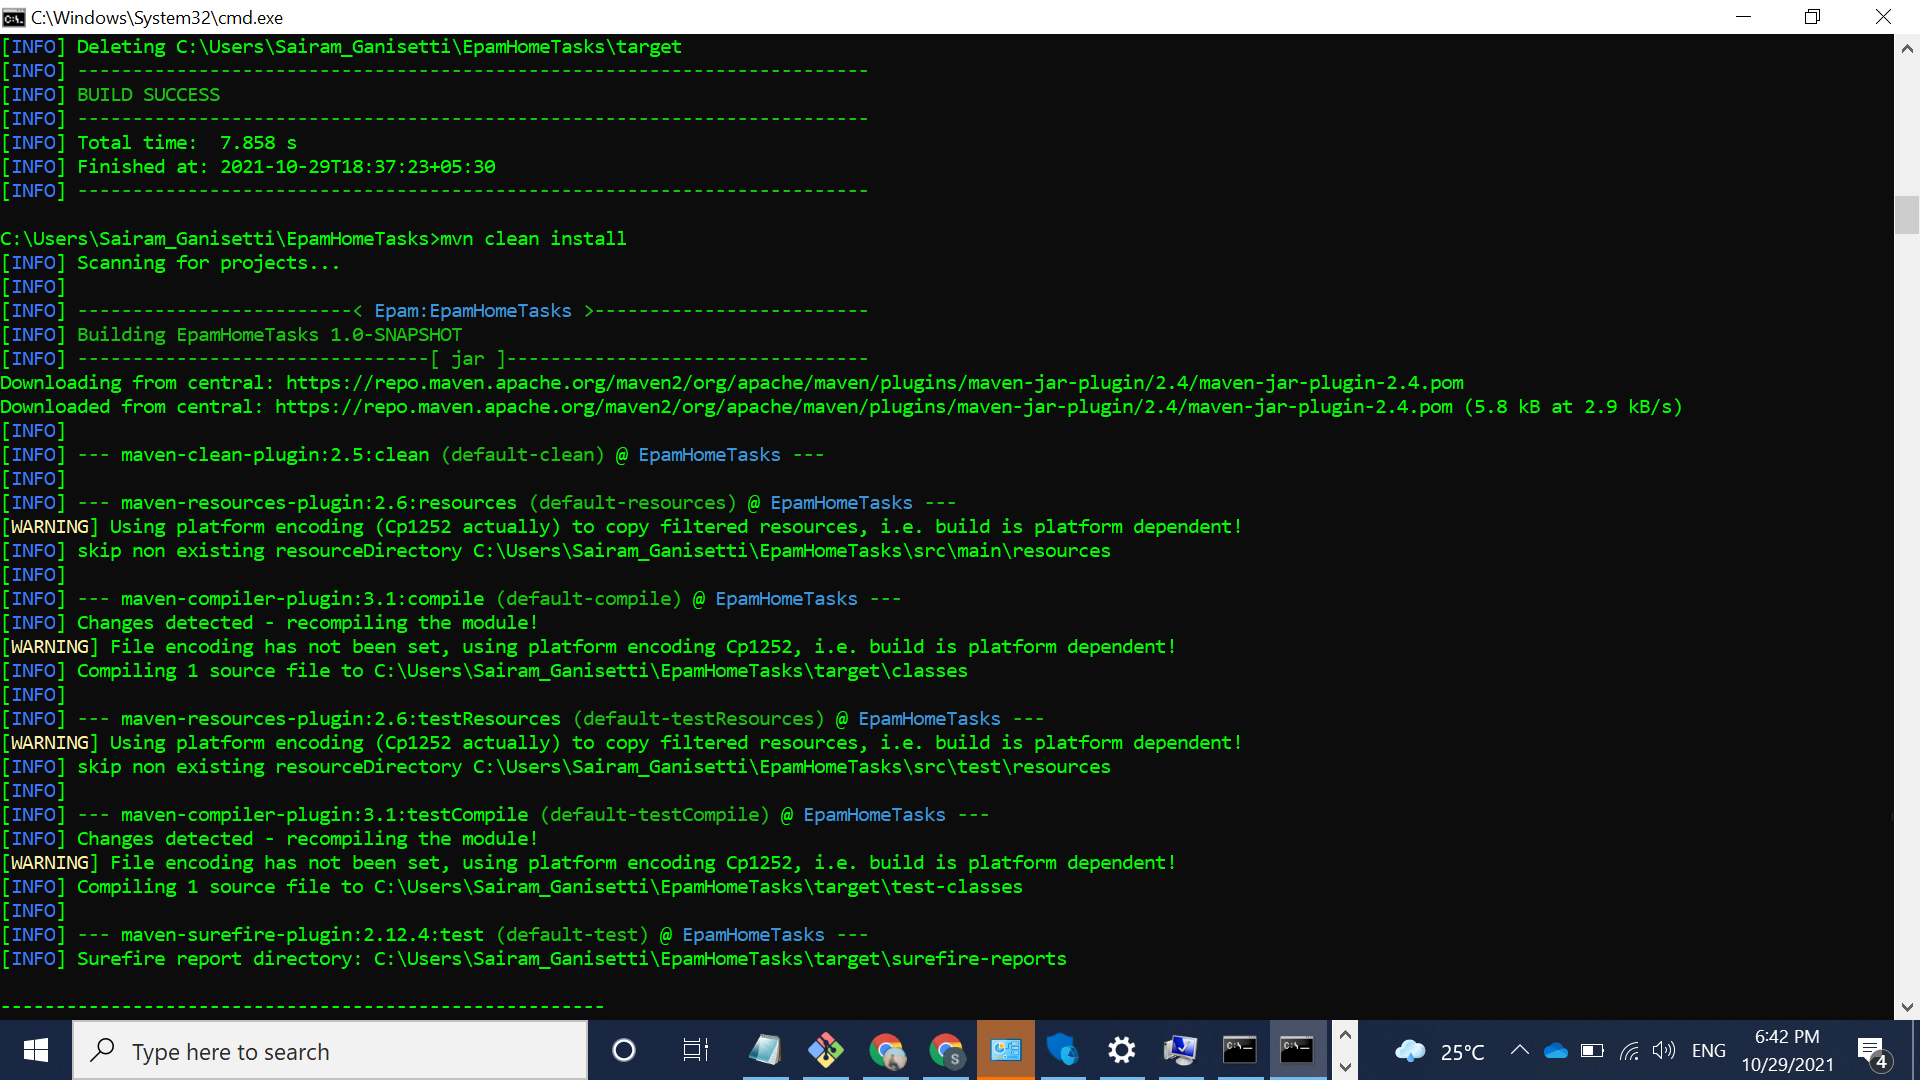 C:\Windows\System32\cmd.exe
[INFO] Deleting C:\Users\Sairam_Ganisetti\EpamHomeTasks\target
[INFO] ------------------------------------------------------------------------
[INFO] BUILD SUCCESS
[INFO] ------------------------------------------------------------------------
[INFO] Total time:  7.858 s
[INFO] Finished at: 2021-10-29T18:37:23+05:30
[INFO] ------------------------------------------------------------------------
C:\Users\Sairam_Ganisetti\EpamHomeTasks>mvn clean install
[INFO] Scanning for projects...
[INFO]
[INFO] -------------------------< Epam:EpamHomeTasks >-------------------------
[INFO] Building EpamHomeTasks 1.0-SNAPSHOT
[INFO] --------------------------------[ jar ]---------------------------------
Downloading from central: https://repo.maven.apache.org/maven2/org/apache/maven/plugins/maven-jar-plugin/2.4/maven-jar-plugin-2.4.pom
Downloaded from central: https://repo.maven.apache.org/maven2/org/apache/maven/plugins/maven-jar-plugin/2.4/maven-jar-plugin-2.4.pom (5.8 kB at 2.9 kB/s)
[INFO]
[INFO] --- maven-clean-plugin:2.5:clean (default-clean) @ EpamHomeTasks ---
[INFO]
[INFO] --- maven-resources-plugin:2.6:resources (default-resources) @ EpamHomeTasks ---
[WARNING] Using platform encoding (Cp1252 actually) to copy filtered resources, i.e. build is platform dependent!
[INFO] skip non existing resourceDirectory C:\Users\Sairam_Ganisetti\EpamHomeTasks\src\main\resources
[INFO]
[INFO] --- maven-compiler-plugin:3.1:compile (default-compile) @ EpamHomeTasks ---
[INFO] Changes detected - recompiling the module!
[WARNING] File encoding has not been set, using platform encoding Cp1252, i.e. build is platform dependent!
[INFO] Compiling 1 source file to C:\Users\Sairam_Ganisetti\EpamHomeTasks\target\classes
[INFO]
[INFO] --- maven-resources-plugin:2.6:testResources (default-testResources) @ EpamHomeTasks ---
[WARNING] Using platform encoding (Cp1252 actually) to copy filtered resources, i.e. build is platform dependent!
[INFO] skip non existing resourceDirectory C:\Users\Sairam_Ganisetti\EpamHomeTasks\src\test\resources
[INFO]
[INFO] --- maven-compiler-plugin:3.1:testCompile (default-testCompile) @ EpamHomeTasks ---
[INFO] Changes detected - recompiling the module!
[WARNING] File encoding has not been set, using platform encoding Cp1252, i.e. build is platform dependent!
[INFO] Compiling 1 source file to C:\Users\Sairam_Ganisetti\EpamHomeTasks\target\test-classes
[INFO]
[INFO] --- maven-surefire-plugin:2.12.4:test (default-test) @ EpamHomeTasks ---
[INFO] Surefire report directory: C:\Users\Sairam_Ganisetti\EpamHomeTasks\target\surefire-reports
-------------------------------------------------------
Type here to search
S
25°C
ENG
6:42 PM
10/29/2021
4